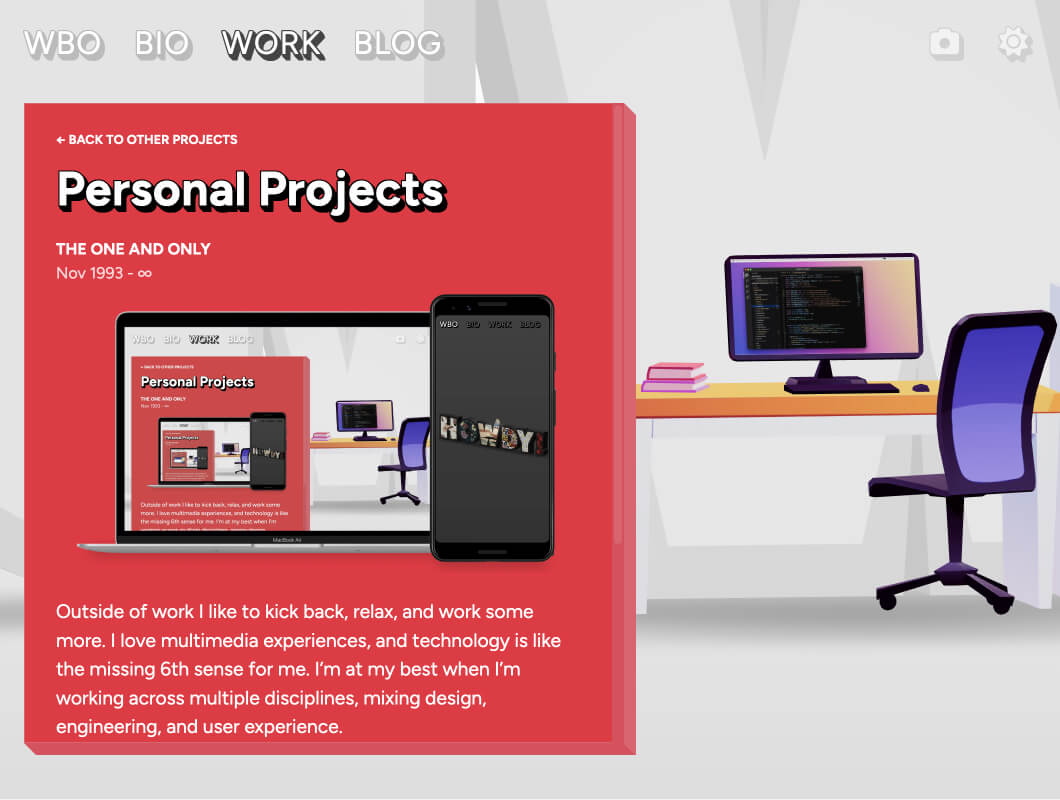 WBO BIO WORK BLOG
← BACK TO OTHER PROJECTS
Personal Projects
THE ONE AND ONLY
Nov 1993 - ∞
WBO BIO WORK BLOG
← BACK TO OTHER PROJECTS
Personal Projects
THE ONE AND ONLY
Nov 1993 - ∞
Personal Projects
HOWDY!
Outside of work I like to kick back, relax, and work some
more. I love multimedia experiences, and technology is like
the missing 6th sense for me. I'm at my best when I'm
MacBook Air
WBO BIO WORK BLOG
HOWDY!
Outside of work I like to kick back, relax, and work some
more. I love multimedia experiences, and technology is like
the missing 6th sense for me. I’m at my best when I’m
working across multiple disciplines, mixing design,
engineering, and user experience.